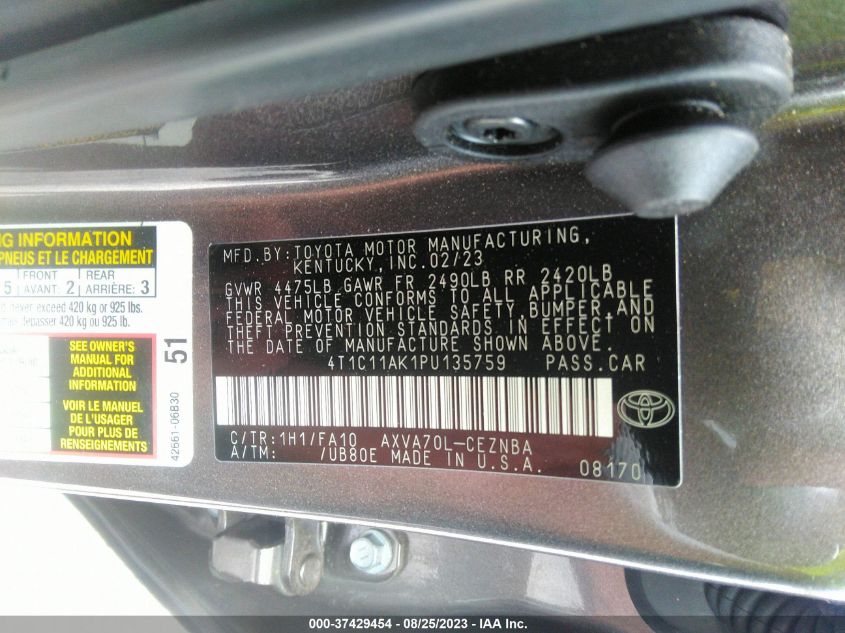 NG INFORMATION
PNEUS ET LE CHARGEMENT
5 FRONT AVANT: 2 REAR ARRIÈRE: 3
never exceed 420 kg or 925 lbs.
dépasser 420 kg ou 925 lb.
SEE OWNER'S
MANUAL FOR
ADDITIONAL
INFORMATION
VOIR LE MANUEL
DE L'USAGER
POUR PLUS DE
RENSEIGNEMENTS
51
42661-06B30
MFD.BY:TOYOTA MOTOR MANUFACTURING,
KENTUCKY,INC.02/23
GVWR 4475LB GAWR FR 2490LB RR 2420LB
THIS VEHICLE CONFORMS TO ALL APPLICABLE
FEDERAL MOTOR VEHICLE SAFETY,BUMPER,AND
THEFT PREVENTION STANDARDS IN EFFECT ON
THE DATE OF MANUFACTURE SHOWN ABOVE.
4T1C11AK1PU135759 PASS.CAR
C/TR:1H1/FA10 AXVA70L-CEZNBA
A/TM: /UB80E MADE IN U.S.A. 08170
000-37429454 - 08/25/2023 - IAA Inc.